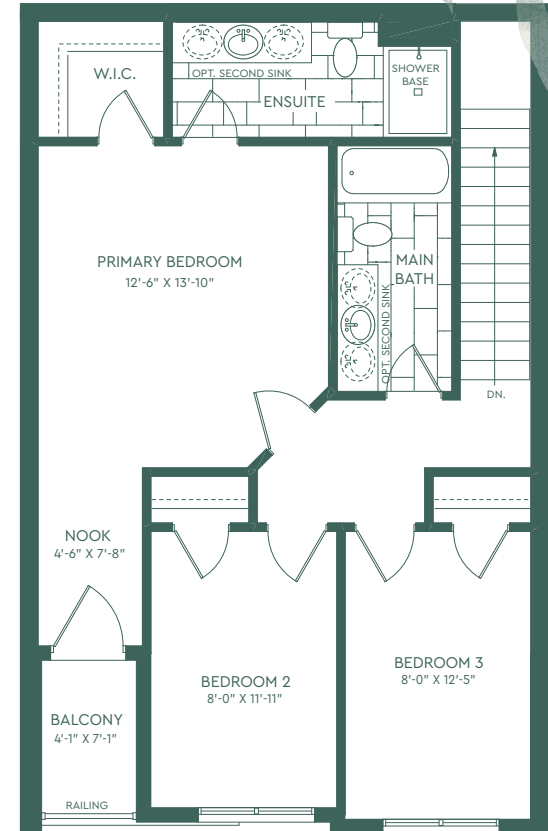 W.I.C.
OPT. SECOND SINK
ENSUITE
SHOWER
BASE
PRIMARY BEDROOM
12'-6" X 13'-10"
MAIN
BATH
OPT. SECOND SINK
DN.
NOOK
4'-6" X 7'-8"
BEDROOM 2
8'-0" X 11'-11"
BEDROOM 3
8'-0" X 12'-5"
BALCONY
4'-1" X 7'-1"
RAILING